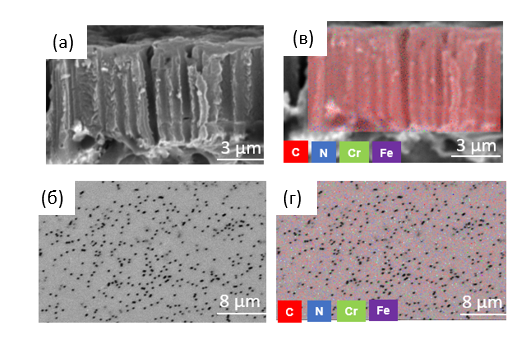 (а)
3 μm
(в)
C N Cr Fe
3 μm
(б)
8 μm
(г)
C N Cr Fe
8 μm